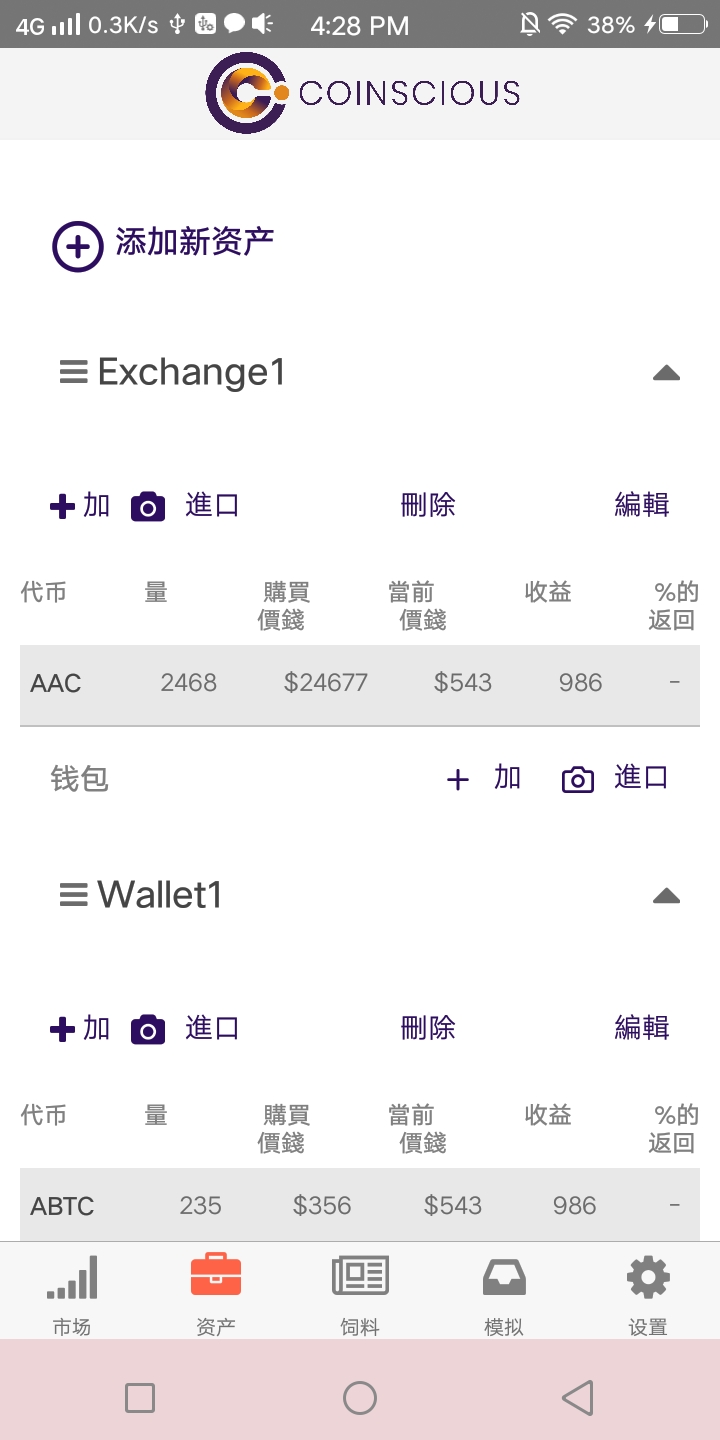 4G 0.3K/s 4:28 PM 38%
COINSCIOUS
添加新资产
Exchange1
加 進口 刪除 編輯
代币 量 購買 當前 收益 %的
價錢 價錢 返回
AAC 2468 $24677 $543 986 -
钱包 + 加 進口
Wallet1
加 進口 刪除 編輯
代币 量 購買 當前 收益 %的
價錢 價錢 返回
ABTC 235 $356 $543 986 -
市场 资产 饲料 模拟 设置